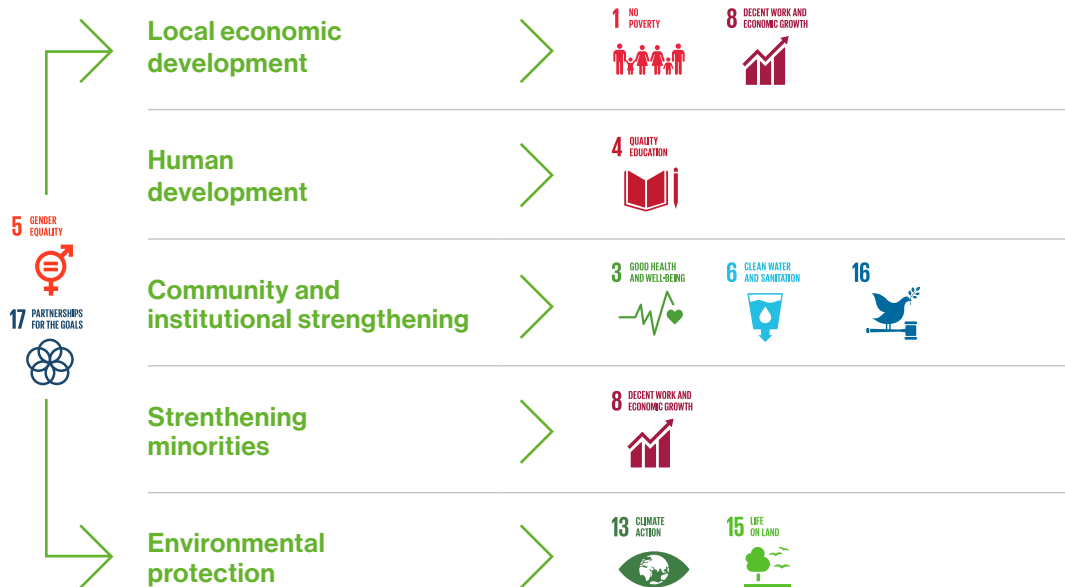 5 GENDER
EQUALITY
17 PARTNERSHIPS
FOR THE GOALS
Local economic
development
1 NO
POVERTY
8 DECENT WORK AND
ECONOMIC GROWTH
Human
development
4 QUALITY
EDUCATION
Community and
institutional strengthening
3 GOOD HEALTH
AND WELL-BEING
6 CLEAN WATER
AND SANITATION
16
Strenthening
minorities
8 DECENT WORK AND
ECONOMIC GROWTH
Environmental
protection
13 CLIMATE
ACTION
15 LIFE
ON LAND